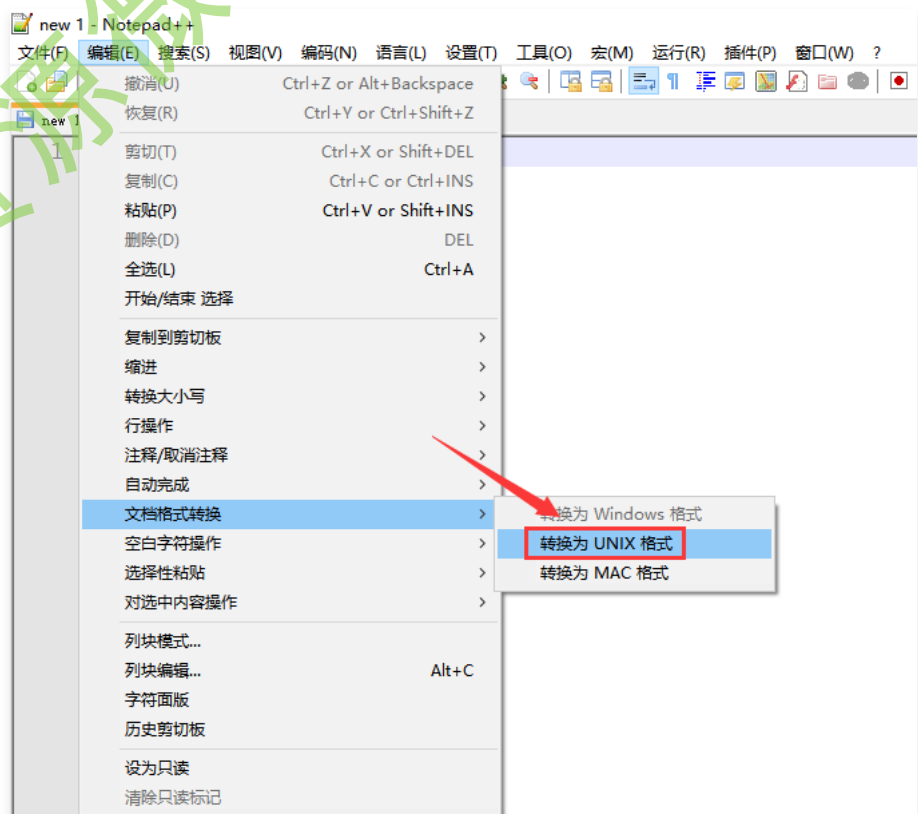 new 1 - Notepad++
文件(F) 编辑(E) 搜索(S) 视图(V) 编码(N) 语言(L) 设置(T) 工具(O) 宏(M) 运行(R) 插件(P) 窗口(W) ?
new 1
1
撤消(U) Ctrl+Z or Alt+Backspace
恢复(R) Ctrl+Y or Ctrl+Shift+Z
剪切(T) Ctrl+X or Shift+DEL
复制(C) Ctrl+C or Ctrl+INS
粘贴(P) Ctrl+V or Shift+INS
删除(D) DEL
全选(L) Ctrl+A
开始/结束 选择
复制到剪切板
缩进
转换大小写
行操作
注释/取消注释
自动完成
文档格式转换
转换为 Windows 格式
空白字符操作
转换为 UNIX 格式
选择性粘贴
转换为 MAC 格式
对选中内容操作
列块模式...
列块编辑... Alt+C
字符面版
历史剪切板
设为只读
清除只读标记